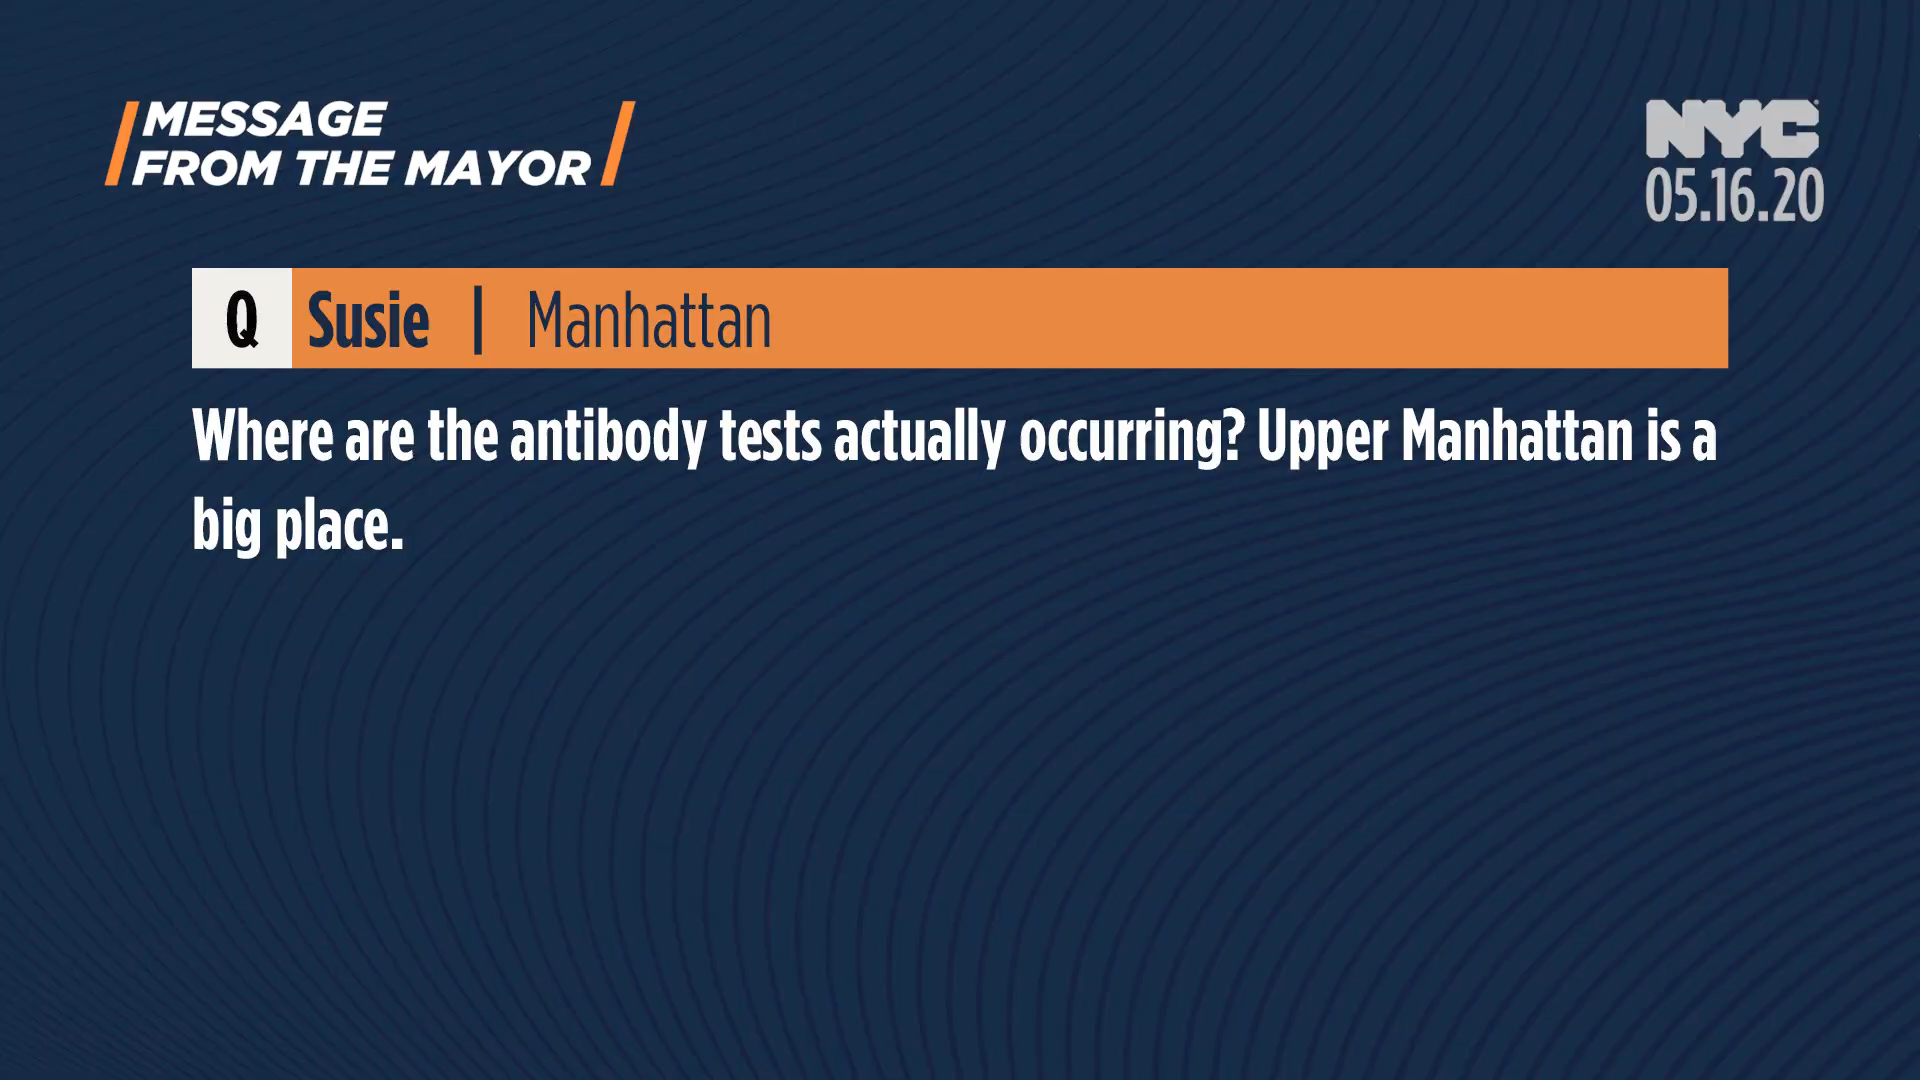 MESSAGE
FROM THE MAYOR
NYC
05.16.20
Q Susie | Manhattan
Where are the antibody tests actually occurring? Upper Manhattan is a
big place.